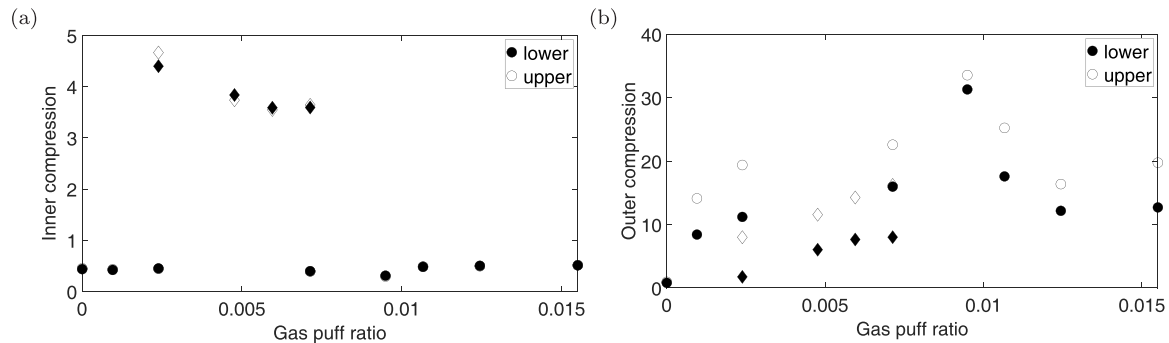 (a)
5
4
3
2
1
0
Inner compression
lower
upper
0
0.005
0.01
0.015
Gas puff ratio
(b)
40
30
20
10
0
Outer compression
lower
upper
0
0.005
0.01
0.015
Gas puff ratio